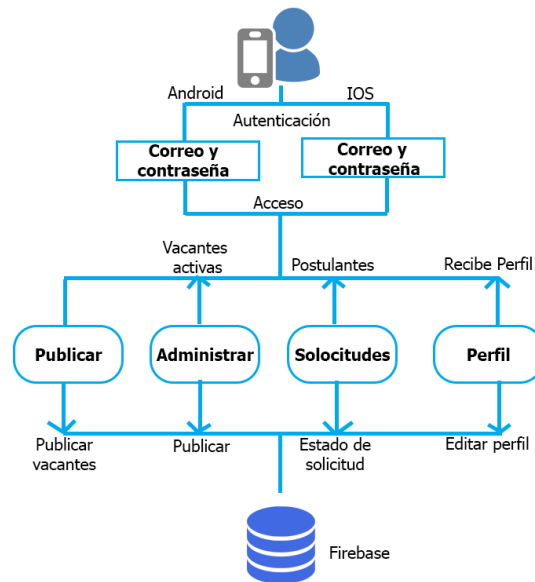 Android
IOS
Autenticación
Correo y
contraseña
Correo y
contraseña
Acceso
Vacantes
activas
Postulantes
Recibe Perfil
Publicar
Administrar
Solocitudes
Perfil
Publicar
vacantes
Publicar
Estado de
solicitud
Editar perfil
Firebase